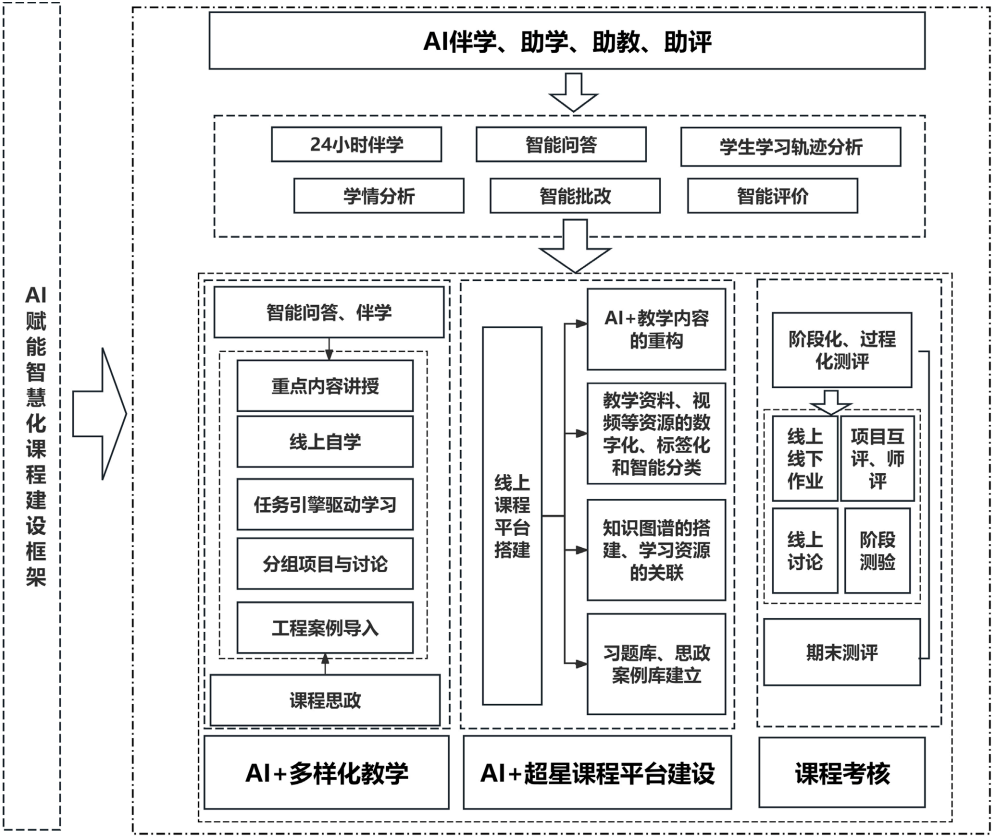 AI赋能智慧化课程建设框架
AI伴学、助学、助教、助评
24小时伴学
智能问答
学生学习轨迹分析
学情分析
智能批改
智能评价
智能问答、伴学
重点内容讲授
线上自学
任务引擎驱动学习
分组项目与讨论
工程案例导入
课程思政
AI+多样化教学
线上
课程
平台
搭建
AI+教学内容
的重构
教学资料、视
频等资源的数
字化、标签化
和智能分类
知识图谱的搭
建、学习资源
的关联
习题库、思政
案例库建立
AI+超星课程平台建设
阶段化、过程
化测评
线上
线下
作业
项目互
评、师
评
线上
讨论
阶段
测验
期末测评
课程考核